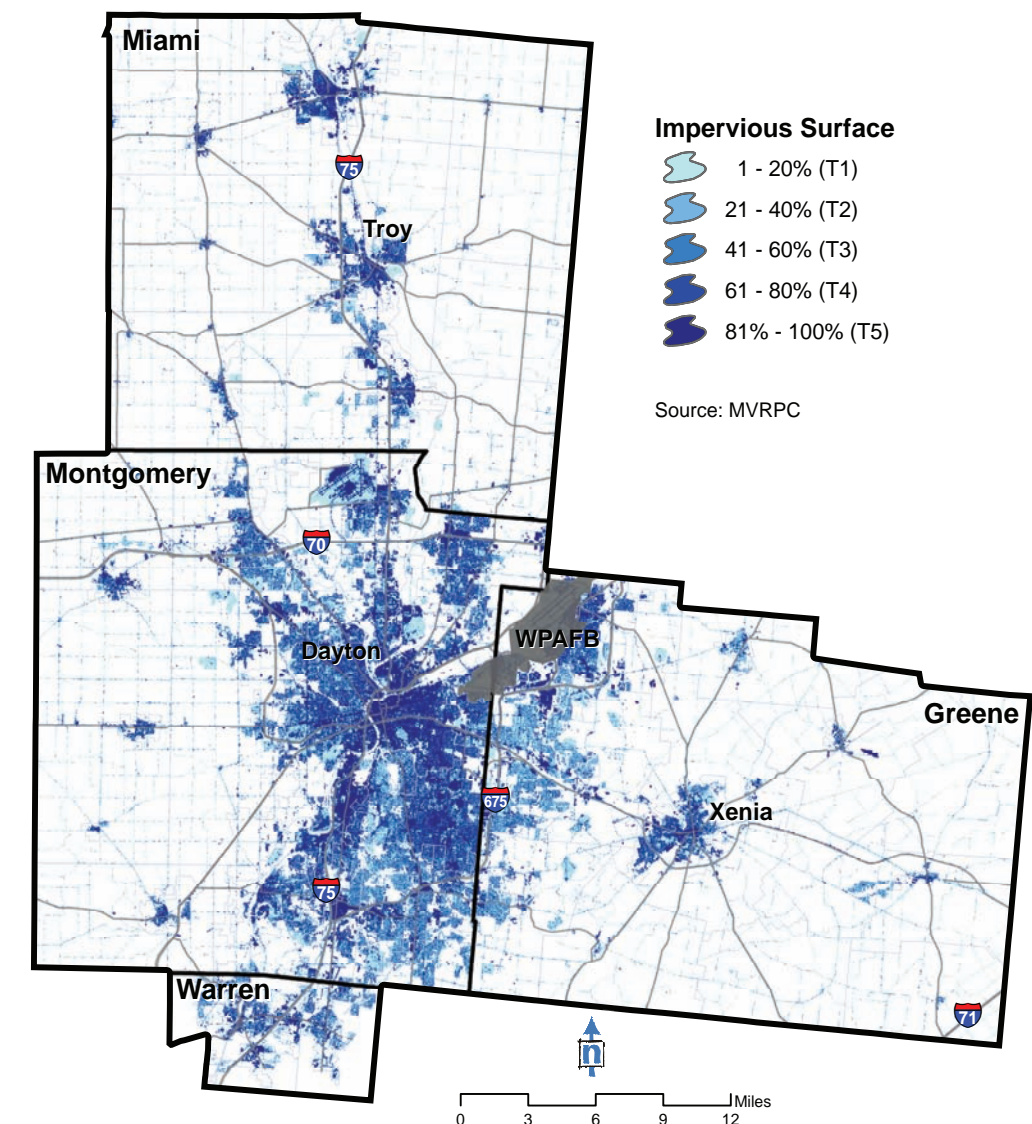 Miami
Impervious Surface
1 - 20% (T1)
75
21 - 40% (T2)
Troy
41 - 60% (T3)
61 - 80% (T4)
81% - 100% (T5)
Source: MVRPC
Montgomery
70
WPAFB
Dayton
Greene
675
Xenia
75
Warren
71
n
Miles
0 3 6 9 12